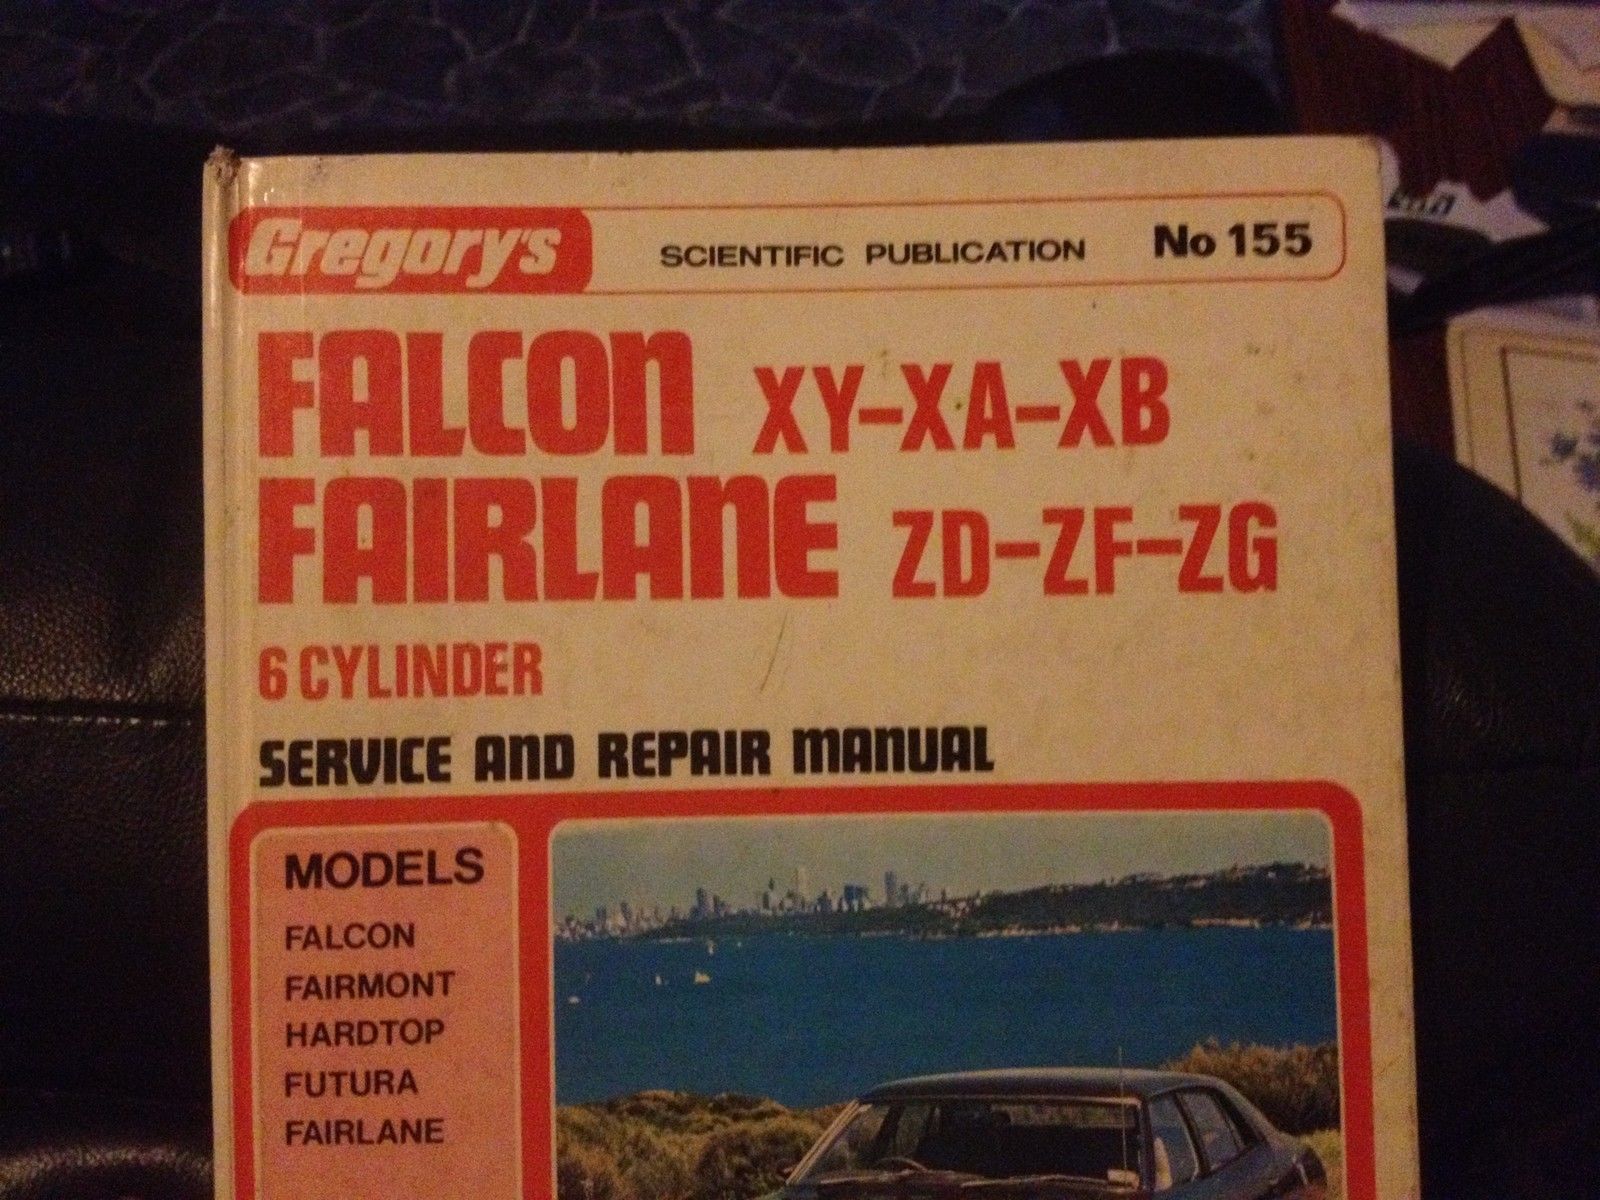 Gregory's SCIENTIFIC PUBLICATION No 155
FALCON XY-XA-XB
FAIRLANE ZD-ZF-ZG
6 CYLINDER
SERVICE AND REPAIR MANUAL
MODELS
FALCON
FAIRMONT
HARDTOP
FUTURA
FAIRLANE